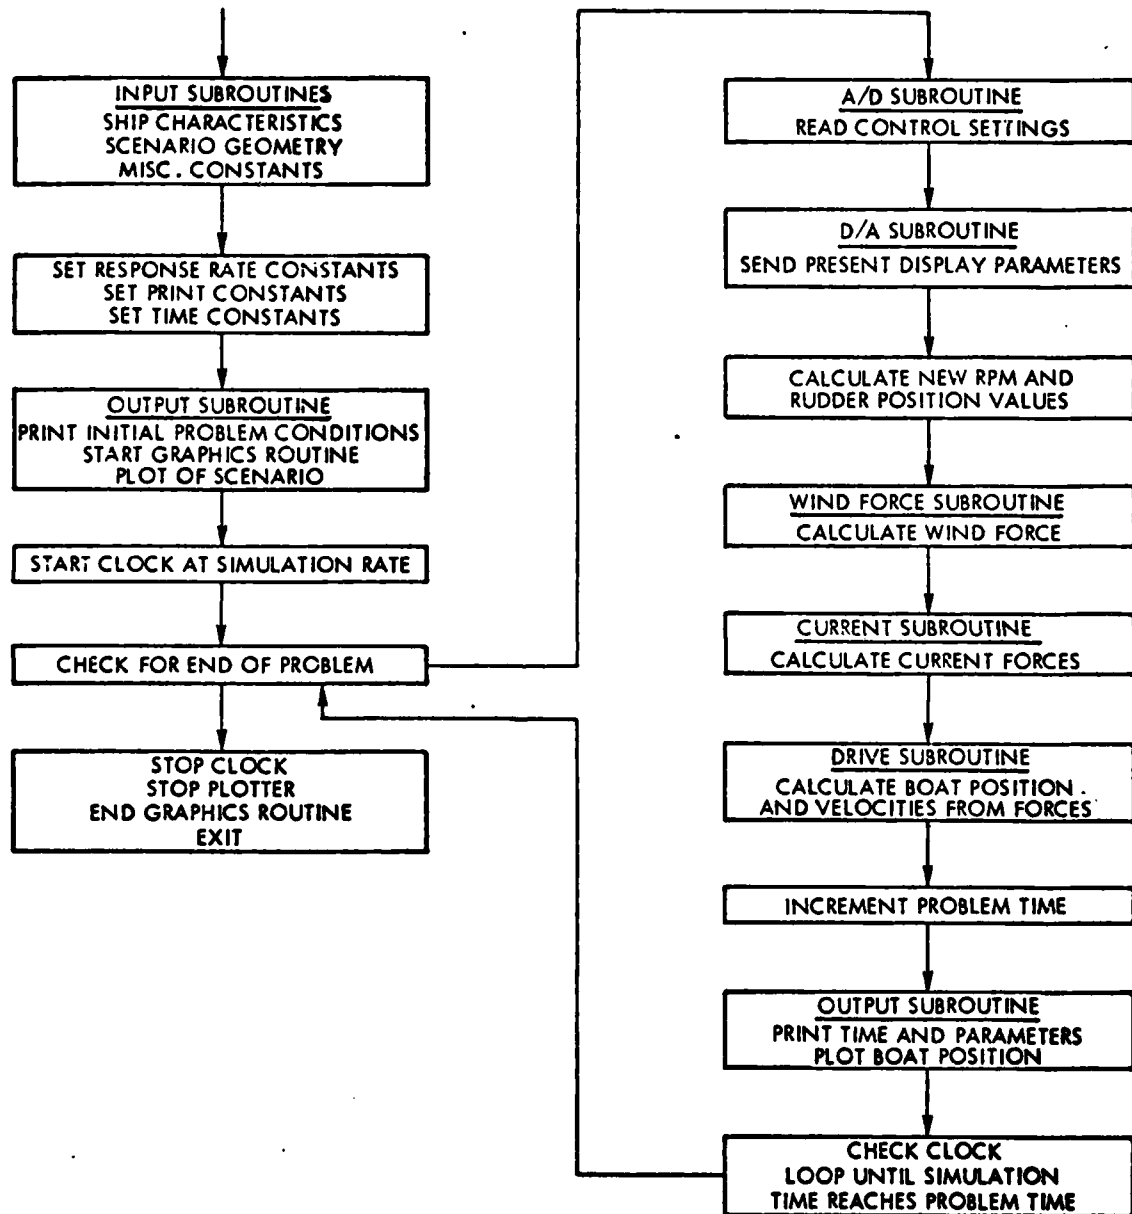 INPUT SUBROUTINES
SHIP CHARACTERISTICS
SCENARIO GEOMETRY
MISC. CONSTANTS
SET RESPONSE RATE CONSTANTS
SET PRINT CONSTANTS
SET TIME CONSTANTS
OUTPUT SUBROUTINE
PRINT INITIAL PROBLEM CONDITIONS
START GRAPHICS ROUTINE
PLOT OF SCENARIO
START CLOCK AT SIMULATION RATE
CHECK FOR END OF PROBLEM
STOP CLOCK
STOP PLOTTER
END GRAPHICS ROUTINE
EXIT
A/D SUBROUTINE
READ CONTROL SETTINGS
D/A SUBROUTINE
SEND PRESENT DISPLAY PARAMETERS
CALCULATE NEW RPM AND
RUDDER POSITION VALUES
WIND FORCE SUBROUTINE
CALCULATE WIND FORCE
CURRENT SUBROUTINE
CALCULATE CURRENT FORCES
DRIVE SUBROUTINE
CALCULATE BOAT POSITION
AND VELOCITIES FROM FORCES
INCREMENT PROBLEM TIME
OUTPUT SUBROUTINE
PRINT TIME AND PARAMETERS
PLOT BOAT POSITION
CHECK CLOCK
LOOP UNTIL SIMULATION
TIME REACHES PROBLEM TIME